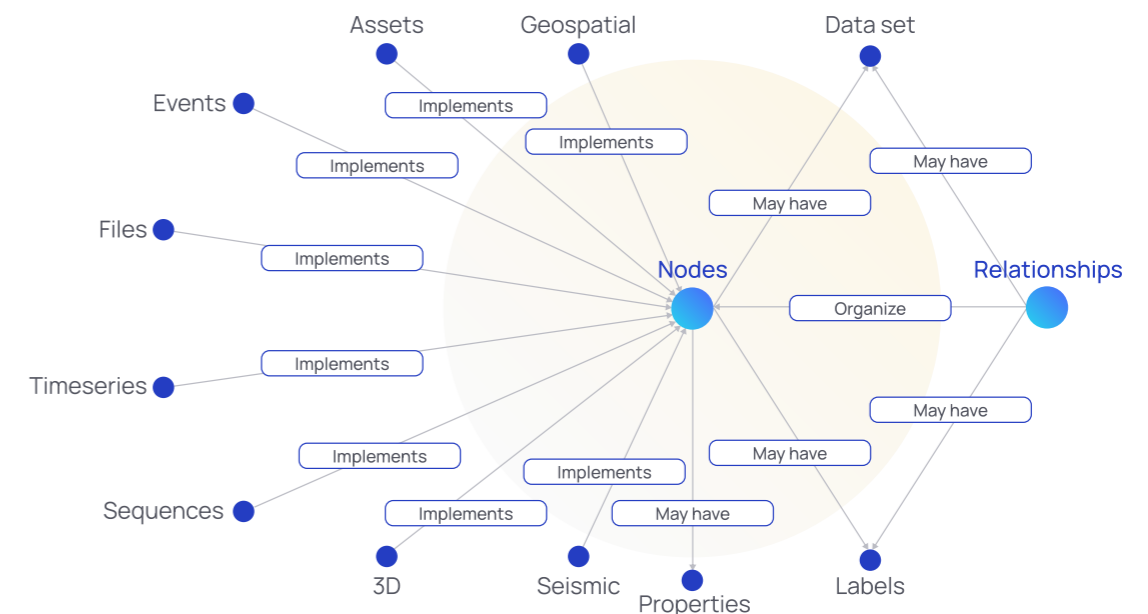 Assets
Geospatial
Data set
Events
Implements
Implements
May have
Implements
May have
Files
Implements
Nodes
Relationships
Organize
Implements
Timeseries
May have
Implements
May have
Implements
Sequences
Implements
May have
3D
Seismic
Labels
Properties